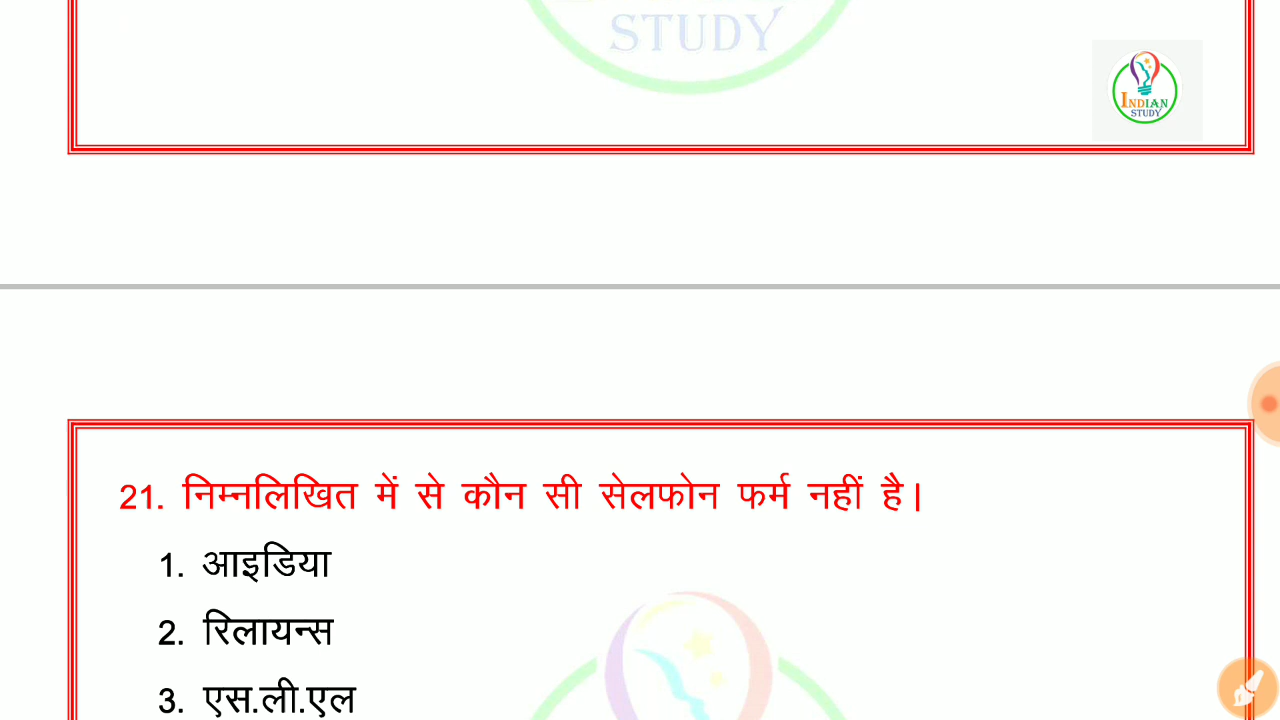 STUDY
INDIAN
STUDY
21. निम्नलिखित में से कौन सी सेलफोन फर्म नहीं है।
1. आइडिया
2. रिलायन्स
3. एस.ली.एल